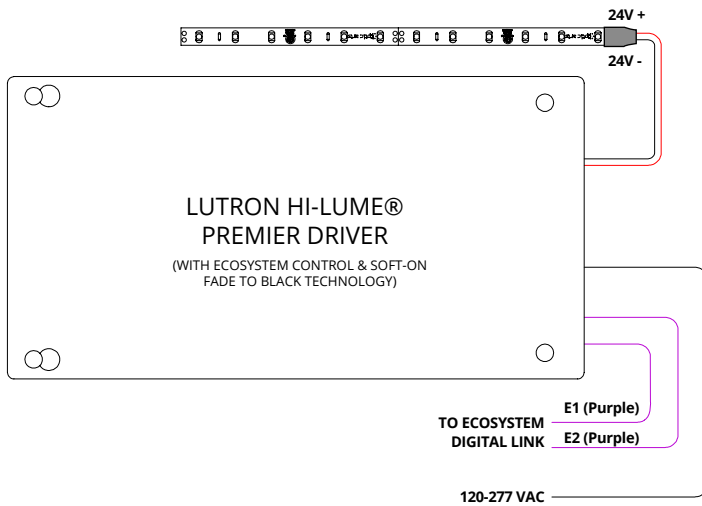 24V +
24V -
LUTRON HI-LUME®
PREMIER DRIVER
(WITH ECOSYSTEM CONTROL & SOFT-ON
FADE TO BLACK TECHNOLOGY)
E1 (Purple)
TO ECOSYSTEM
DIGITAL LINK
E2 (Purple)
120-277 VAC